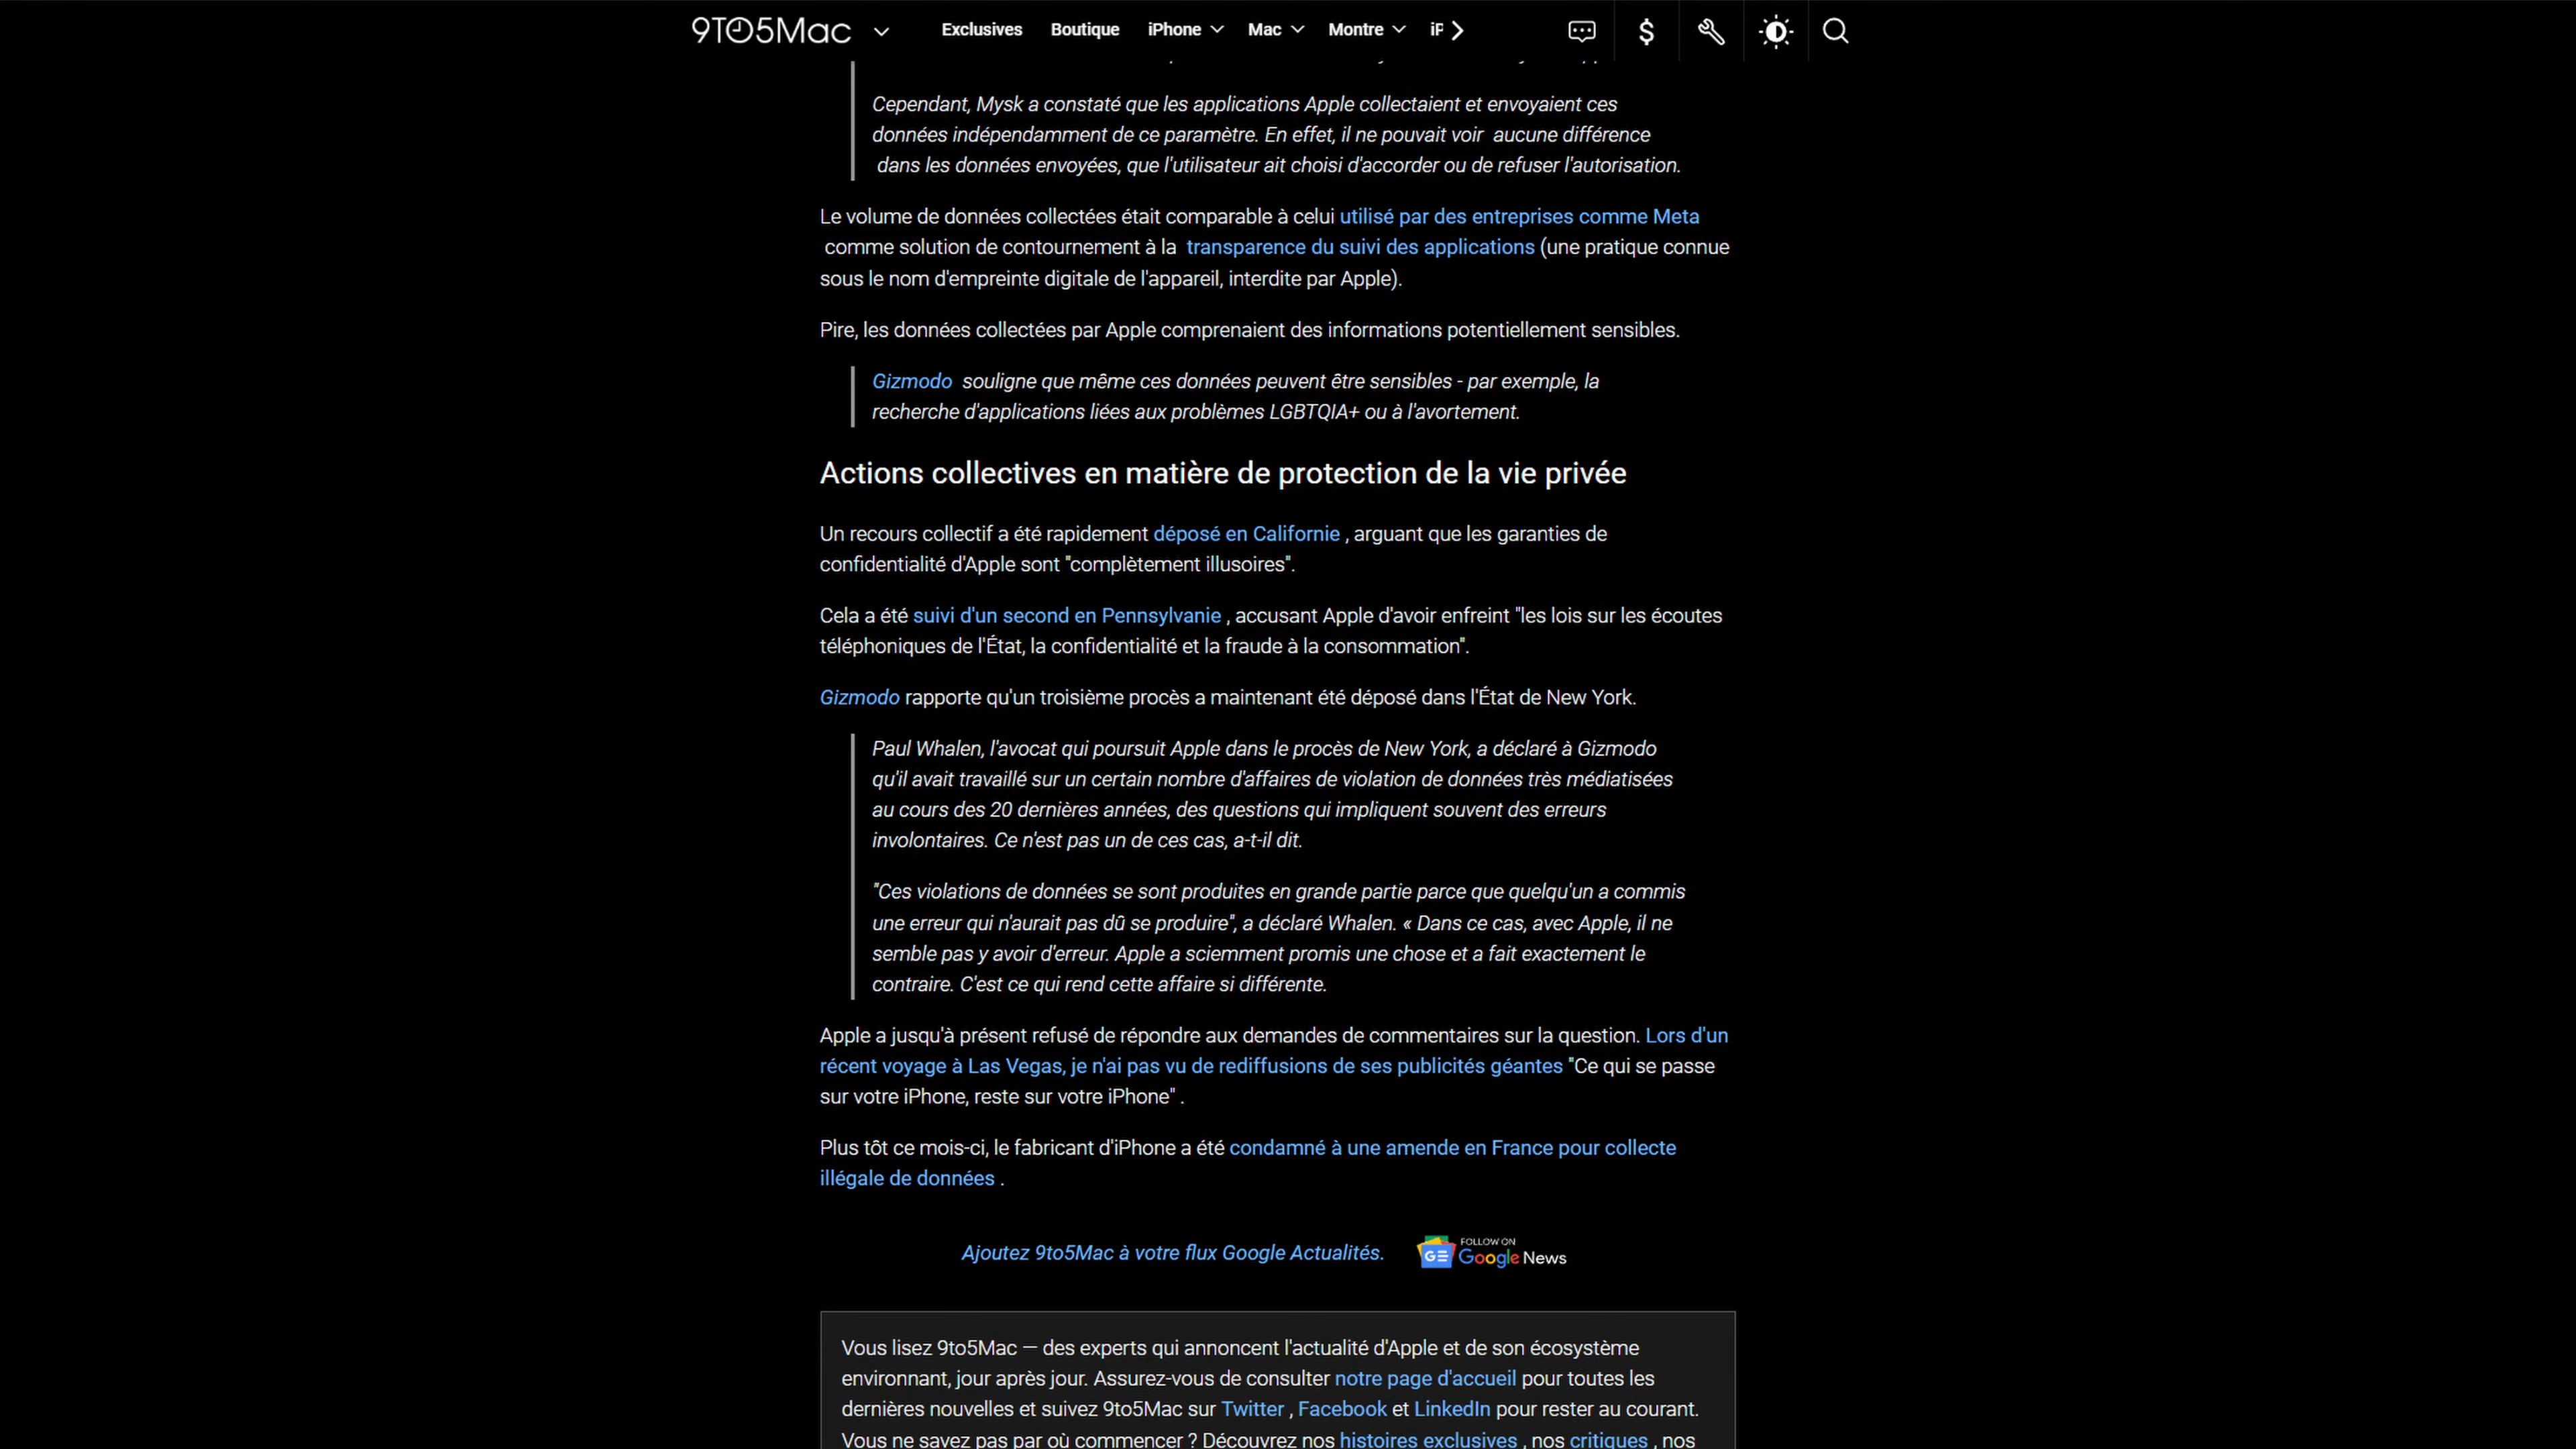 9TO5Mac Exclusives Boutique iPhone Mac Montre iP
Cependant, Mysk a constaté que les applications Apple collectaient et envoyaient ces
données indépendamment de ce paramètre. En effet, il ne pouvait voir aucune différence
dans les données envoyées, que l'utilisateur ait choisi d'accorder ou de refuser l'autorisation.
Le volume de données collectées était comparable à celui utilisé par des entreprises comme Meta
comme solution de contournement à la transparence du suivi des applications (une pratique connue
sous le nom d'empreinte digitale de l'appareil, interdite par Apple).
Pire, les données collectées par Apple comprenaient des informations potentiellement sensibles.
Gizmodo souligne que même ces données peuvent être sensibles - par exemple, la
recherche d'applications liées aux problèmes LGBTQIA+ ou à l'avortement.
Actions collectives en matière de protection de la vie privée
Un recours collectif a été rapidement déposé en Californie , arguant que les garanties de
confidentialité d'Apple sont "complètement illusoires".
Cela a été suivi d'un second en Pennsylvanie , accusant Apple d'avoir enfreint "les lois sur les écoutes
téléphoniques de l'État, la confidentialité et la fraude à la consommation".
Gizmodo rapporte qu'un troisième procès a maintenant été déposé dans l'État de New York.
Paul Whalen, l'avocat qui poursuit Apple dans le procès de New York, a déclaré à Gizmodo
qu'il avait travaillé sur un certain nombre d'affaires de violation de données très médiatisées
au cours des 20 dernières années, des questions qui impliquent souvent des erreurs
involontaires. Ce n'est pas un de ces cas, a-t-il dit.
"Ces violations de données se sont produites en grande partie parce que quelqu'un a commis
une erreur qui n'aurait pas dû se produire", a déclaré Whalen. « Dans ce cas, avec Apple, il ne
semble pas y avoir d'erreur. Apple a sciemment promis une chose et a fait exactement le
contraire. C'est ce qui rend cette affaire si différente.
Apple a jusqu'à présent refusé de répondre aux demandes de commentaires sur la question. Lors d'un
récent voyage à Las Vegas, je n'ai pas vu de rediffusions de ses publicités géantes "Ce qui se passe
sur votre iPhone, reste sur votre iPhone" .
Plus tôt ce mois-ci, le fabricant d'iPhone a été condamné à une amende en France pour collecte
illégale de données .
Ajoutez 9to5Mac à votre flux Google Actualités.
FOLLOW ON
Google News
Vous lisez 9to5Mac — des experts qui annoncent l'actualité d'Apple et de son écosystème
environnant, jour après jour. Assurez-vous de consulter notre page d'accueil pour toutes les
dernières nouvelles et suivez 9to5Mac sur Twitter , Facebook et LinkedIn pour rester au courant.
Vous ne savez pas par où commencer ? Découvrez nos histoires exclusives , nos critiques , nos